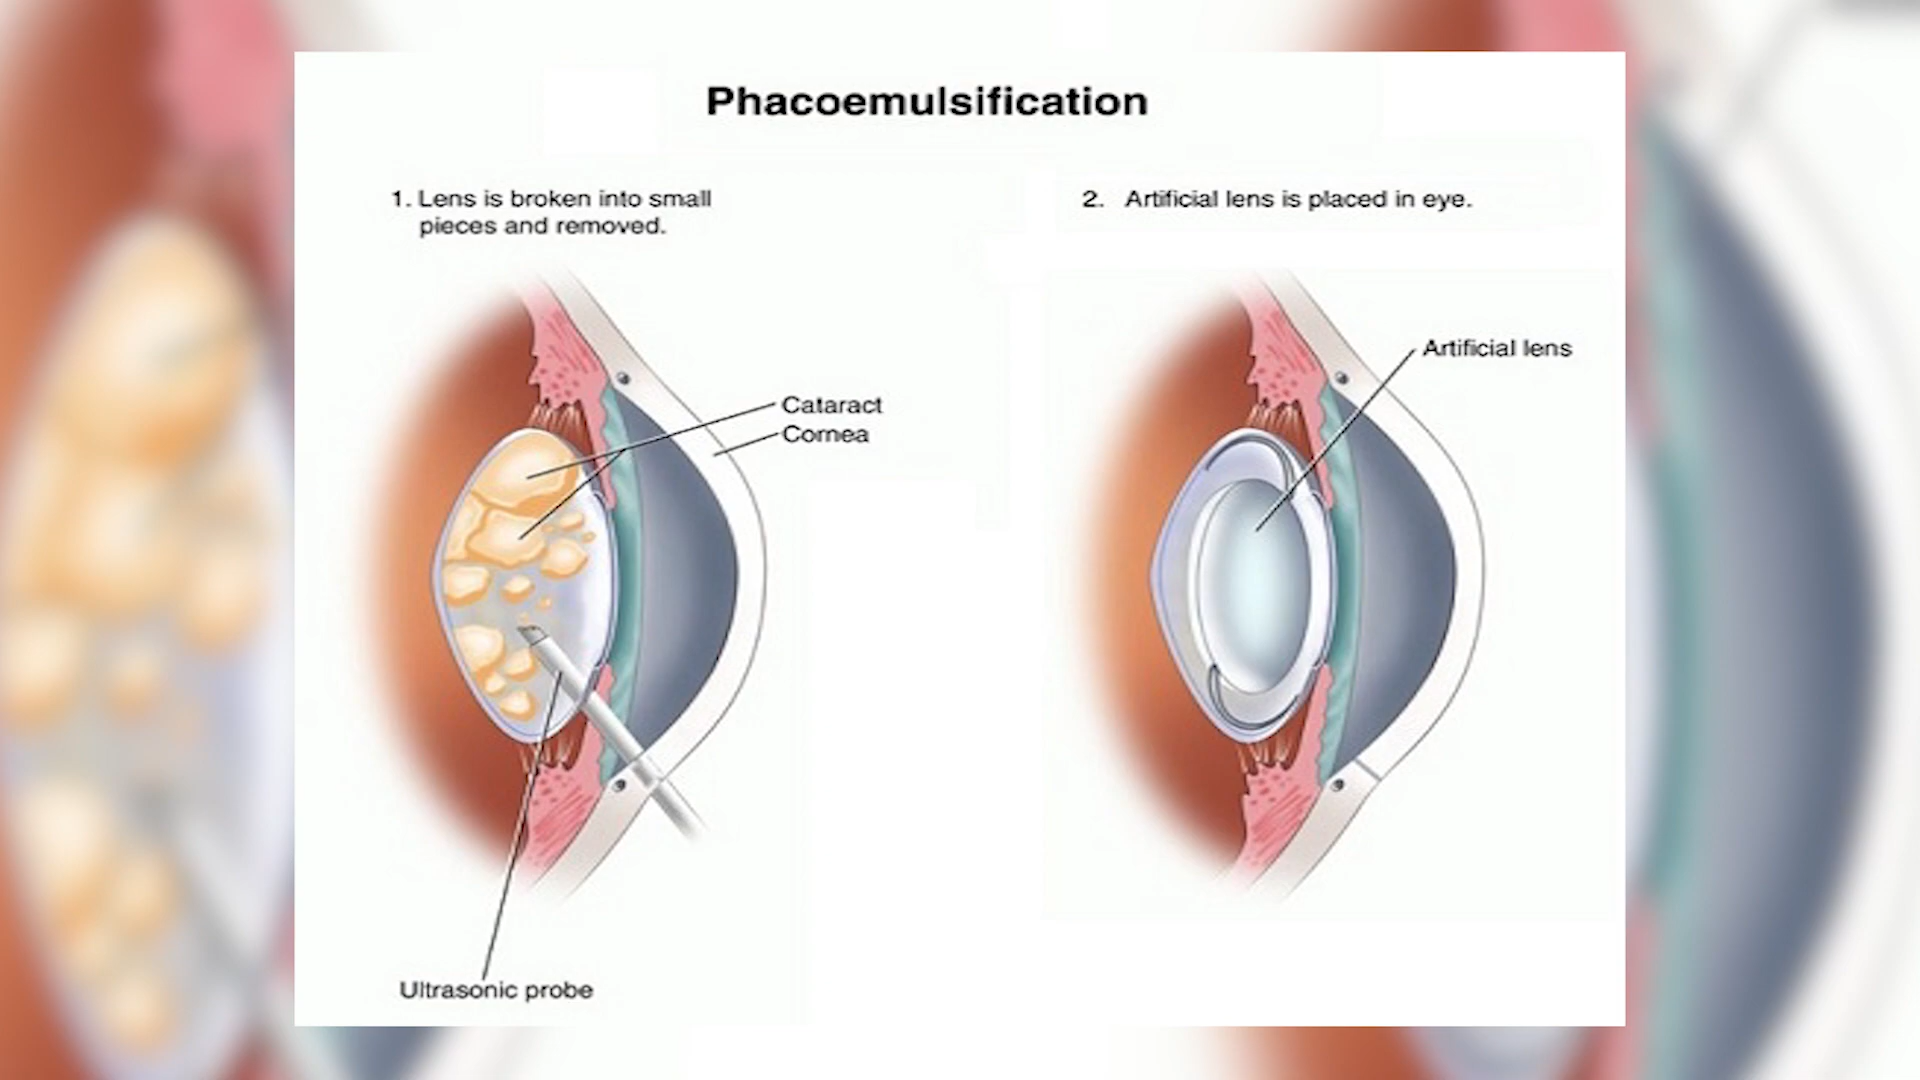 Phacoemulsification
1. Lens is broken into small
pieces and removed.
Cataract
Cornea
Ultrasonic probe
2. Artificial lens is placed in eye.
Artificial lens